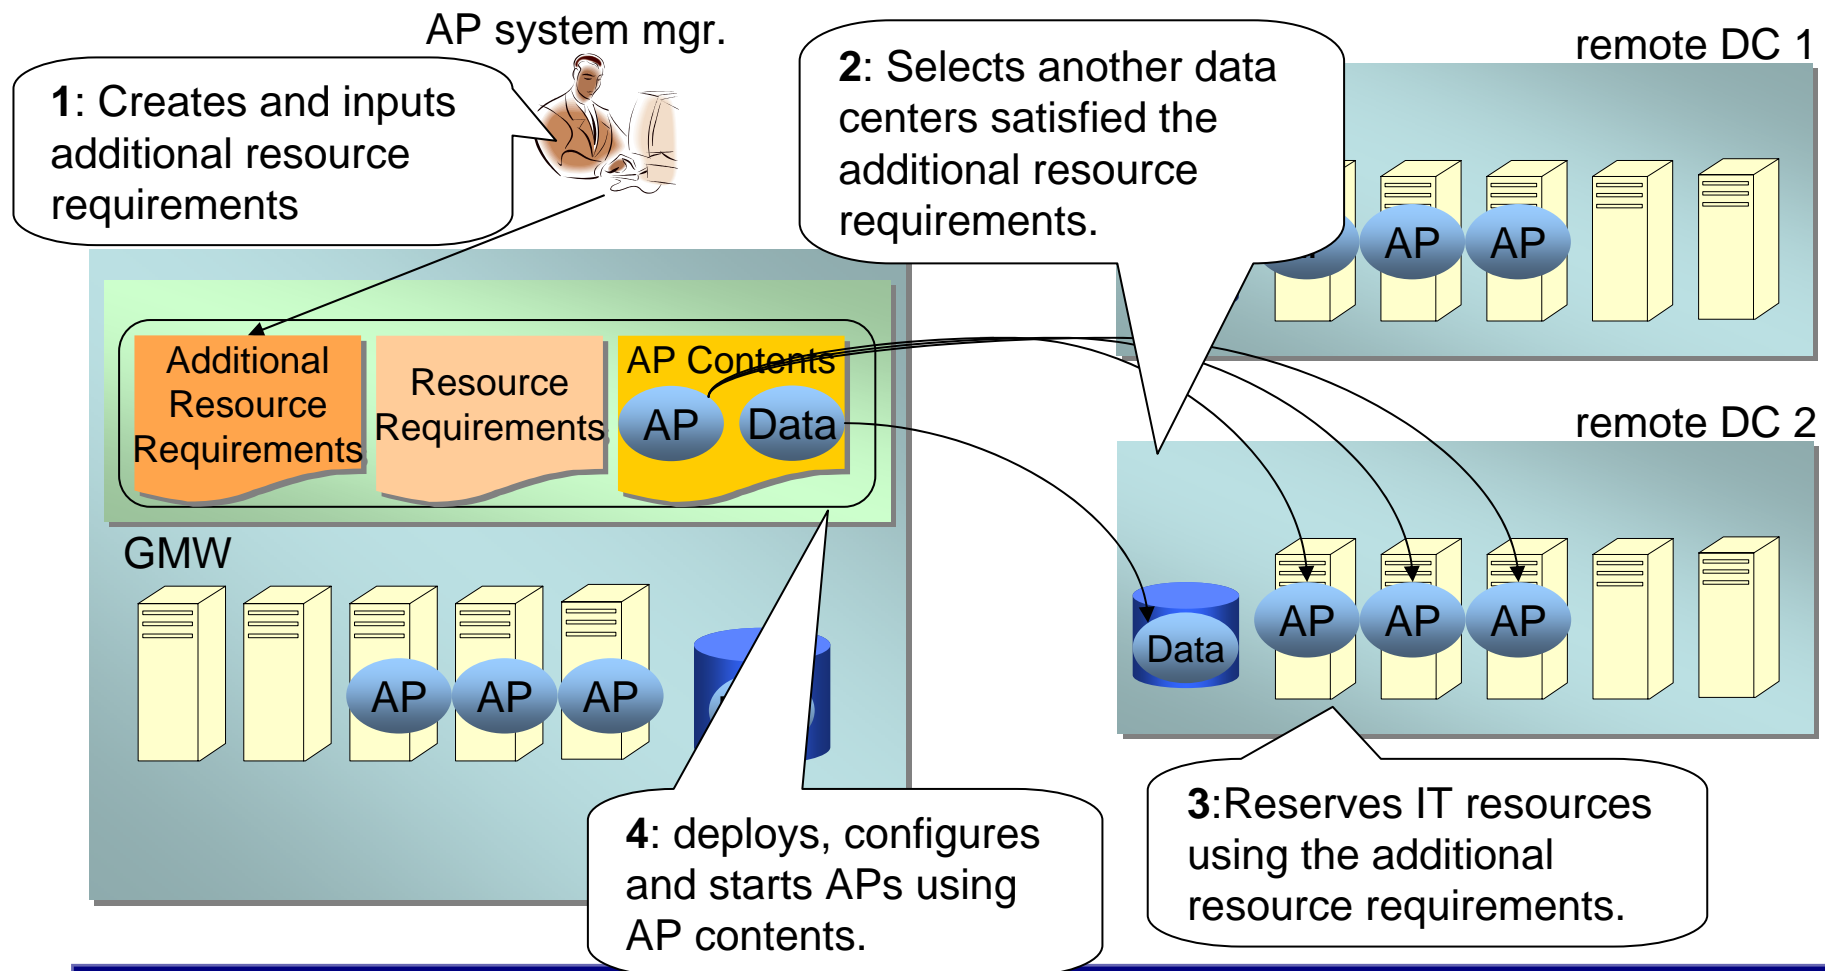 AP system mgr.
1: Creates and inputs
additional resource
requirements
2: Selects another data
centers satisfied the
additional resource
requirements.
remote DC 1
AP
AP
Additional
Resource
Requirements
Resource
Requirements
AP Contents
AP
Data
GMW
AP
AP
AP
remote DC 2
Data
AP
AP
AP
3:Reserves IT resources
using the additional
resource requirements.
4: deploys, configures
and starts APs using
AP contents.